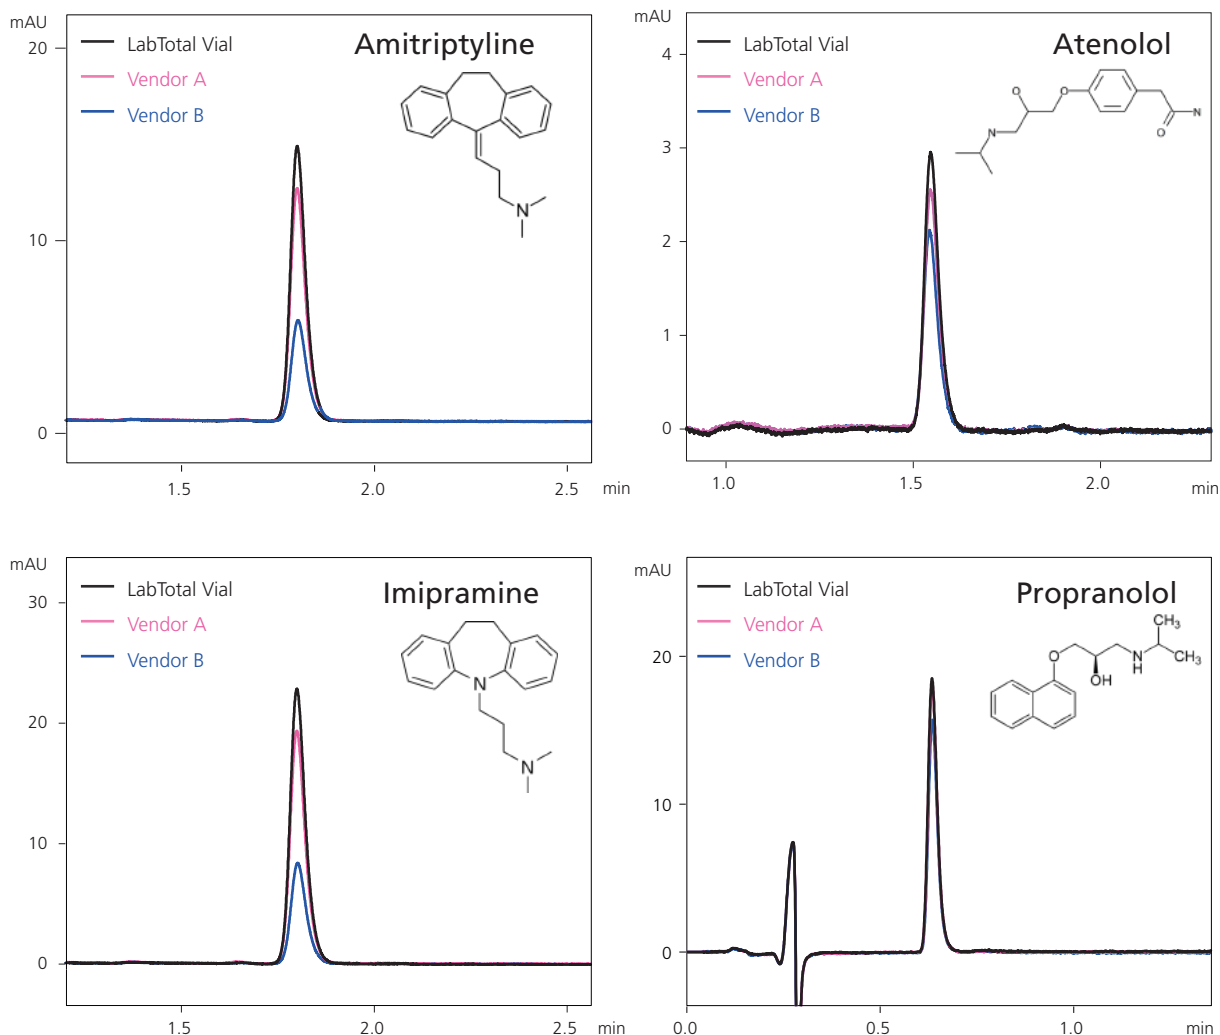 mAU
20
10
0
LabTotal Vial
Vendor A
Vendor B
Amitriptyline
N
1.5
2.0
2.5
min
mAU
4
3
2
1
0
LabTotal Vial
Vendor A
Vendor B
Atenolol
O
O
N
O
N
1.0
1.5
2.0
min
mAU
30
20
10
0
LabTotal Vial
Vendor A
Vendor B
Imipramine
N
N
1.5
2.0
2.5
min
mAU
20
10
0
LabTotal Vial
Vendor A
Vendor B
Propranolol
CH3
O
N
H
CH3
OH
0.0
0.5
1.0
min